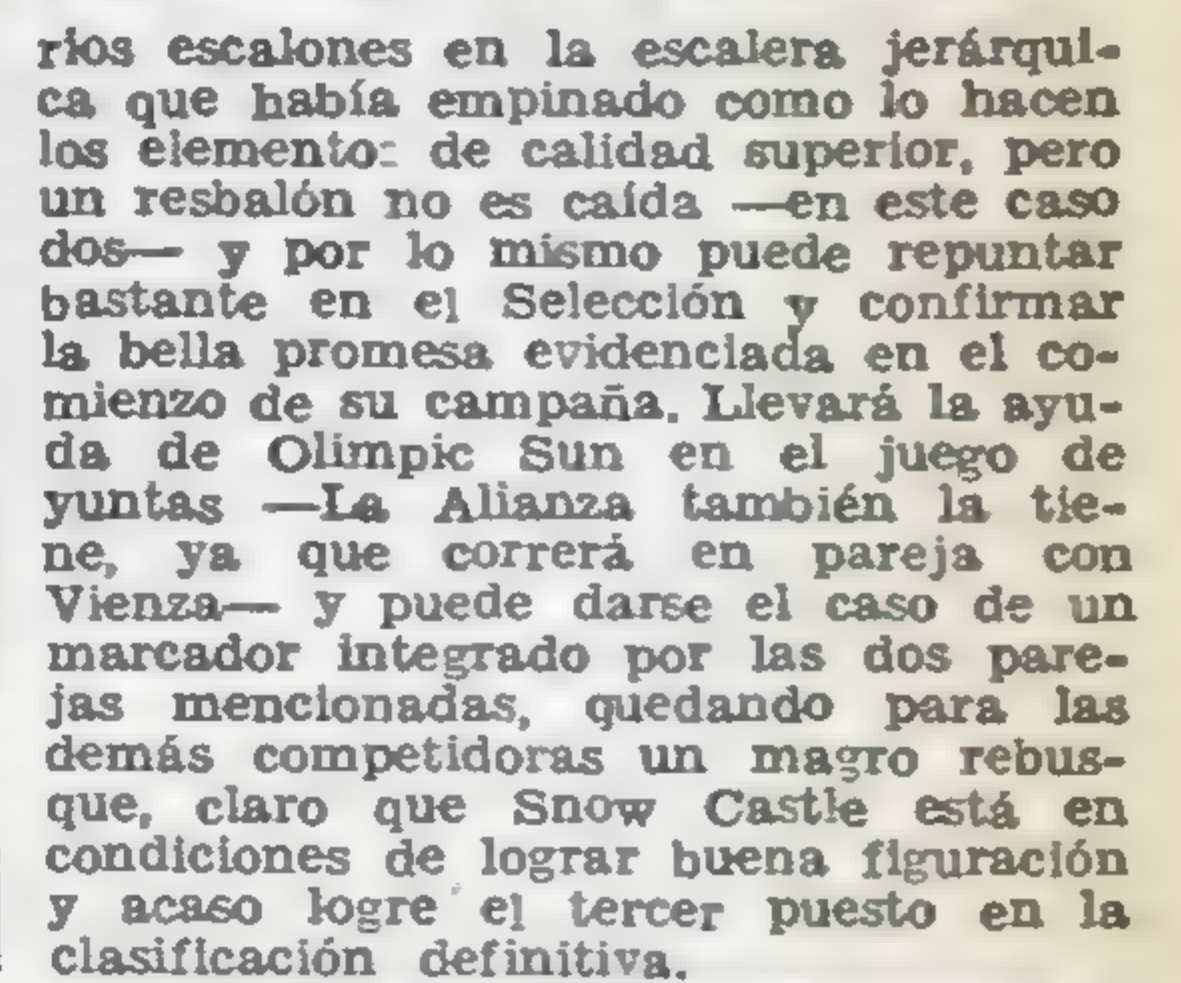 rios escalones en la escalera jerárqui-
ca que había empinado como lo hacen
los elementos de calidad superior, pero
un resbalón no es caída —en este caso
dos— y por lo mismo puede repuntar
bastante en el Selección y confirmar
la bella promesa evidenciada en el co-
mienzo de su campaña. Llevará la ayu-
da de Olimpic Sun en el juego de
yuntas —La Alianza también la tie-
ne, ya que correrá en pareja con
Vienza— y puede darse el caso de un
marcador integrado por las dos pare-
jas mencionadas, quedando para las
demás competidoras un magro rebus-
que, claro que Snow Castle está en
condiciones de lograr buena figuración
y acaso logre el tercer puesto en la
clasificación definitiva.